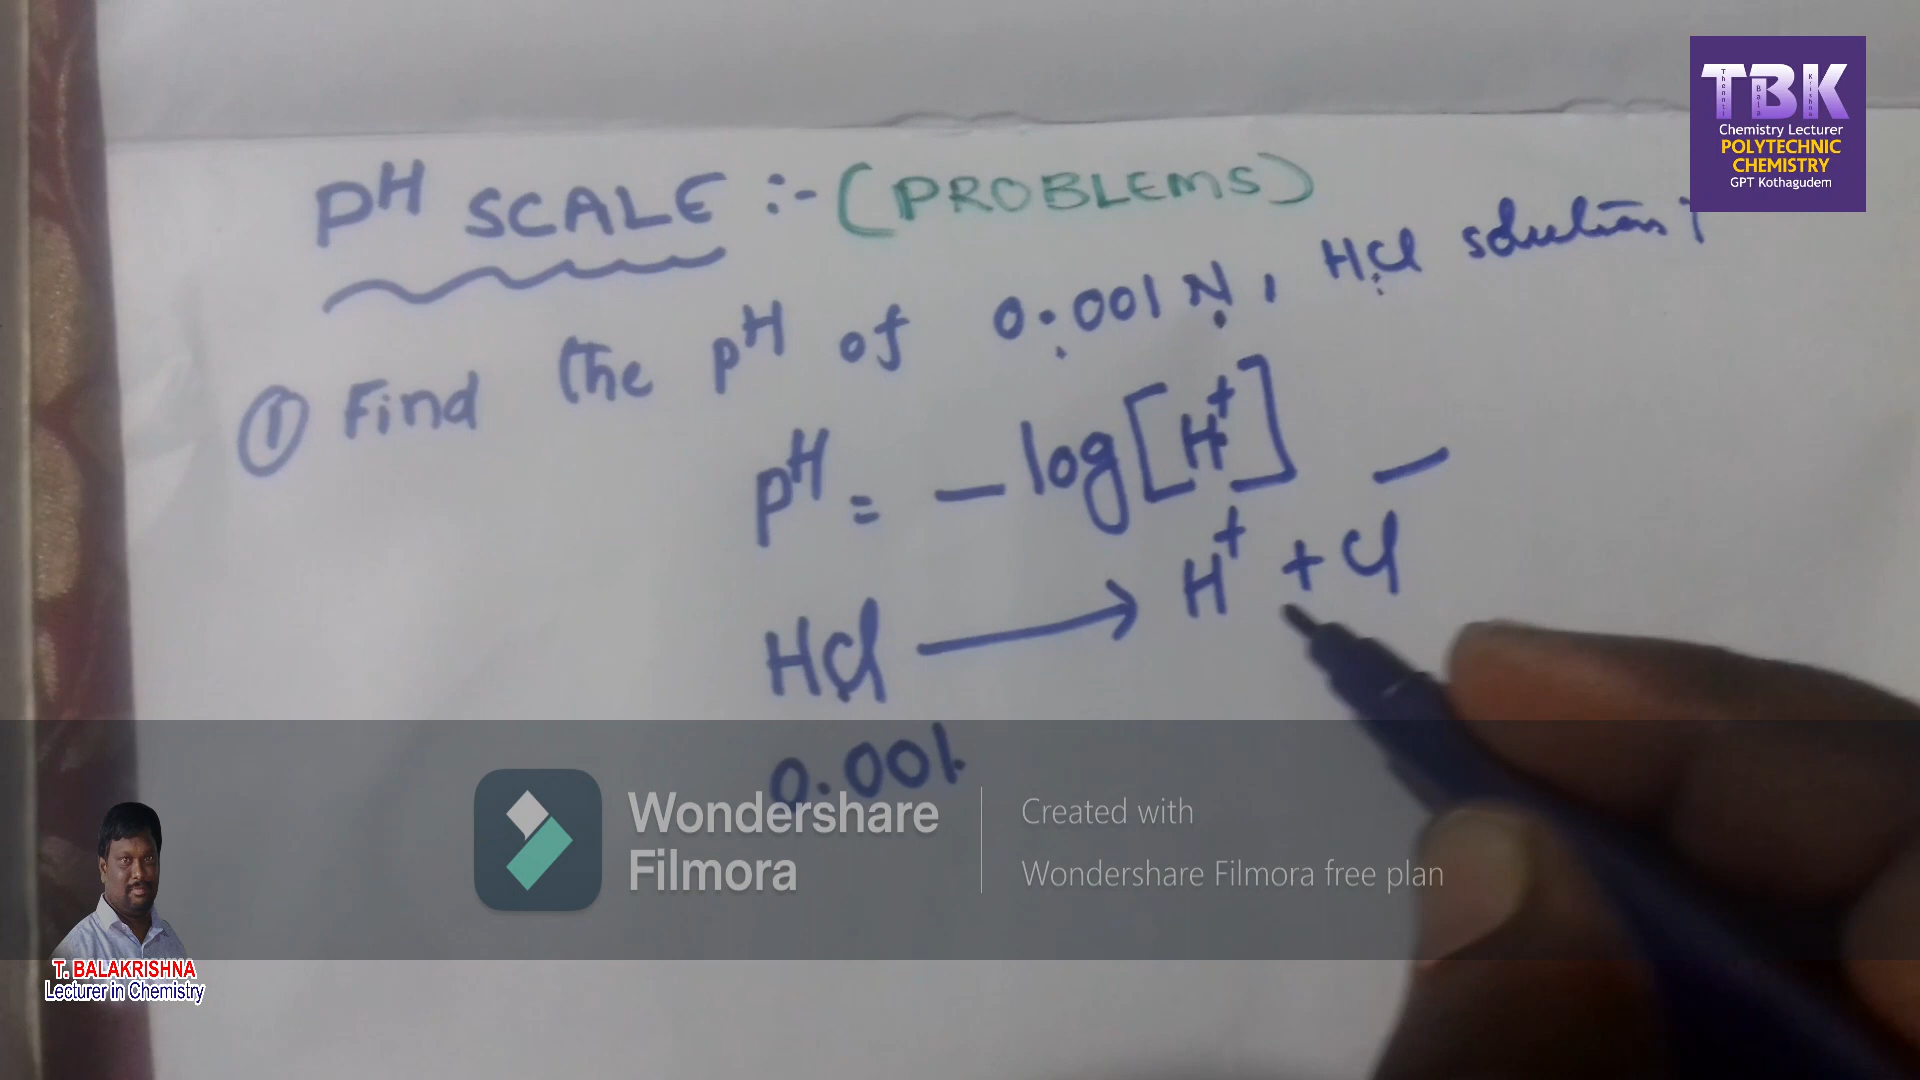 TBK
Chemistry Lecturer
POLYTECHNIC
CHEMISTRY
GPT Kothagudem
PH SCALE :- (PROBLEMS)
① Find the PH of 0.001 N, HCl solution?
PH = - log [H+]
HCl → H+ + Cl-
0.001
Wondershare
Filmora
Created with
Wondershare Filmora free plan
T. BALAKRISHNA
Lecturer in Chemistry